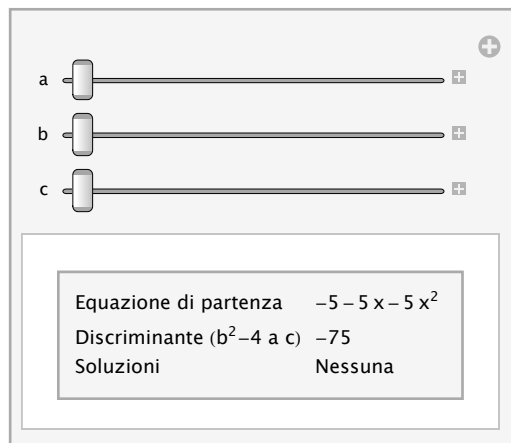 a
b
c
Equazione di partenza −5 − 5 x − 5 x²
Discriminante (b²−4 a c) −75
Soluzioni Nessuna